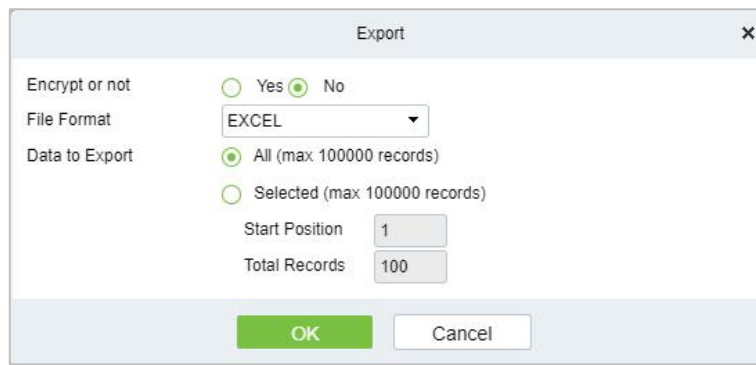 Export
Encrypt or not Yes No
File Format EXCEL
Data to Export All (max 100000 records)
Selected (max 100000 records)
Start Position 1
Total Records 100
OK Cancel